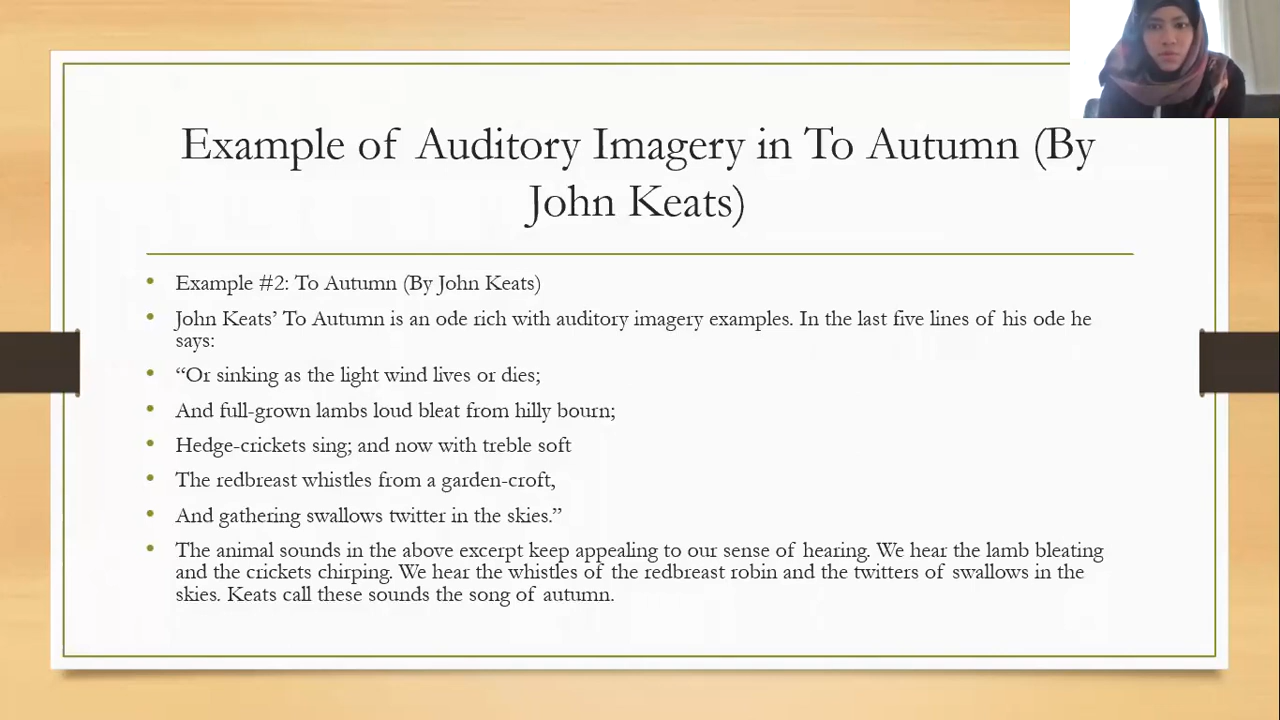 Example of Auditory Imagery in To Autumn (By
John Keats)
• Example #2: To Autumn (By John Keats)
• John Keats’ To Autumn is an ode rich with auditory imagery examples. In the last five lines of his ode he
says:
• “Or sinking as the light wind lives or dies;
• And full-grown lambs loud bleat from hilly bourn;
• Hedge-crickets sing; and now with treble soft
• The redbreast whistles from a garden-croft,
• And gathering swallows twitter in the skies.”
• The animal sounds in the above excerpt keep appealing to our sense of hearing. We hear the lamb bleating
and the crickets chirping. We hear the whistles of the redbreast robin and the twitters of swallows in the
skies. Keats call these sounds the song of autumn.